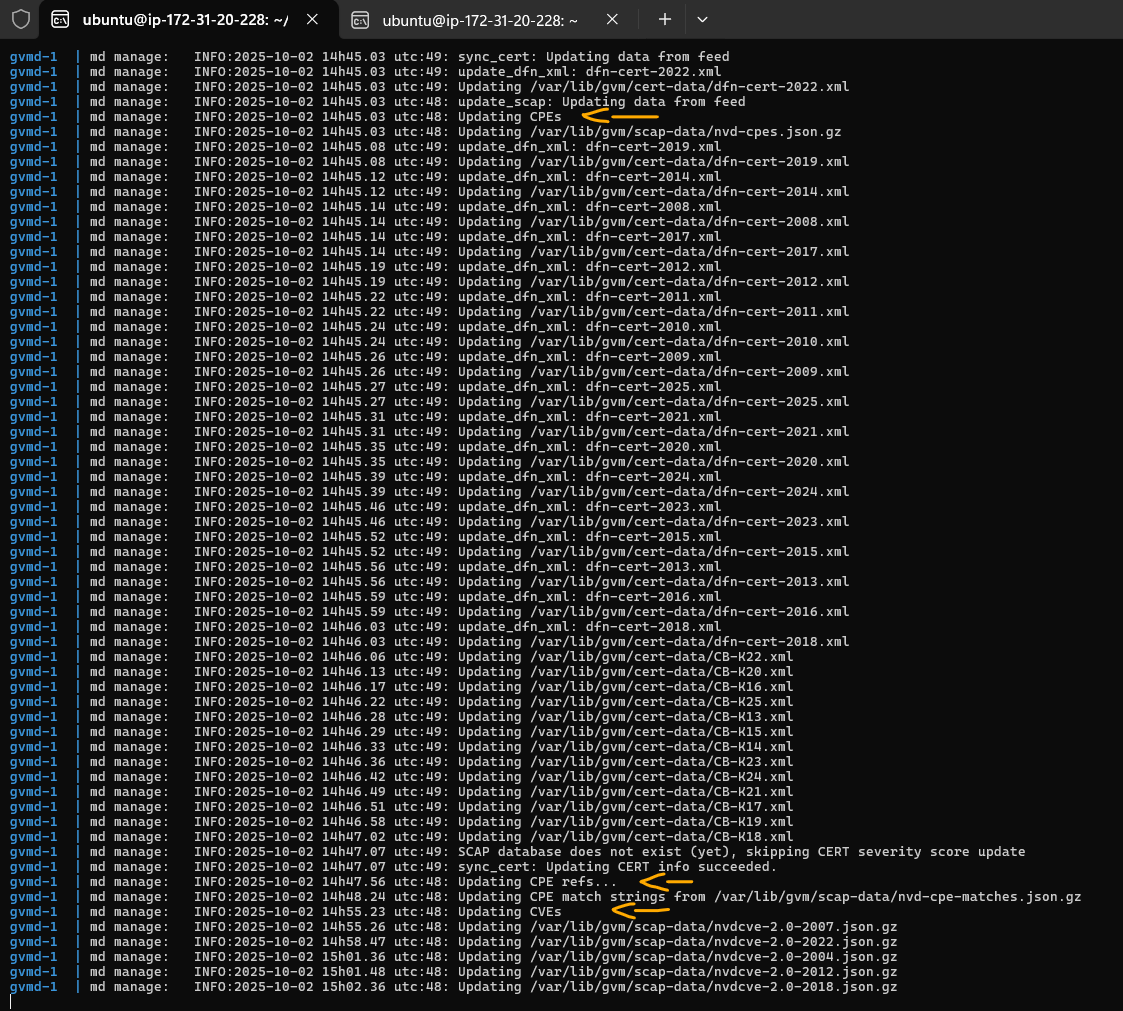 ubuntu@ip-172-31-20-228: ~/
ubuntu@ip-172-31-20-228: ~
gvmd-1 | md manage: INFO:2025-10-02 14h45.03 utc:49: sync_cert: Updating data from feed
gvmd-1 | md manage: INFO:2025-10-02 14h45.03 utc:49: update_dfn_xml: dfn-cert-2022.xml
gvmd-1 | md manage: INFO:2025-10-02 14h45.03 utc:49: Updating /var/lib/gvm/cert-data/dfn-cert-2022.xml
gvmd-1 | md manage: INFO:2025-10-02 14h45.03 utc:48: update_scap: Updating data from feed
gvmd-1 | md manage: INFO:2025-10-02 14h45.03 utc:48: Updating CPEs
gvmd-1 | md manage: INFO:2025-10-02 14h45.03 utc:48: Updating /var/lib/gvm/scap-data/nvd-cpes.json.gz
gvmd-1 | md manage: INFO:2025-10-02 14h45.08 utc:49: update_dfn_xml: dfn-cert-2019.xml
gvmd-1 | md manage: INFO:2025-10-02 14h45.08 utc:49: Updating /var/lib/gvm/cert-data/dfn-cert-2019.xml
gvmd-1 | md manage: INFO:2025-10-02 14h45.12 utc:49: update_dfn_xml: dfn-cert-2014.xml
gvmd-1 | md manage: INFO:2025-10-02 14h45.12 utc:49: Updating /var/lib/gvm/cert-data/dfn-cert-2014.xml
gvmd-1 | md manage: INFO:2025-10-02 14h45.14 utc:49: update_dfn_xml: dfn-cert-2008.xml
gvmd-1 | md manage: INFO:2025-10-02 14h45.14 utc:49: Updating /var/lib/gvm/cert-data/dfn-cert-2008.xml
gvmd-1 | md manage: INFO:2025-10-02 14h45.14 utc:49: update_dfn_xml: dfn-cert-2017.xml
gvmd-1 | md manage: INFO:2025-10-02 14h45.14 utc:49: Updating /var/lib/gvm/cert-data/dfn-cert-2017.xml
gvmd-1 | md manage: INFO:2025-10-02 14h45.19 utc:49: update_dfn_xml: dfn-cert-2012.xml
gvmd-1 | md manage: INFO:2025-10-02 14h45.19 utc:49: Updating /var/lib/gvm/cert-data/dfn-cert-2012.xml
gvmd-1 | md manage: INFO:2025-10-02 14h45.22 utc:49: update_dfn_xml: dfn-cert-2011.xml
gvmd-1 | md manage: INFO:2025-10-02 14h45.22 utc:49: Updating /var/lib/gvm/cert-data/dfn-cert-2011.xml
gvmd-1 | md manage: INFO:2025-10-02 14h45.24 utc:49: update_dfn_xml: dfn-cert-2010.xml
gvmd-1 | md manage: INFO:2025-10-02 14h45.24 utc:49: Updating /var/lib/gvm/cert-data/dfn-cert-2010.xml
gvmd-1 | md manage: INFO:2025-10-02 14h45.26 utc:49: update_dfn_xml: dfn-cert-2009.xml
gvmd-1 | md manage: INFO:2025-10-02 14h45.26 utc:49: Updating /var/lib/gvm/cert-data/dfn-cert-2009.xml
gvmd-1 | md manage: INFO:2025-10-02 14h45.27 utc:49: update_dfn_xml: dfn-cert-2025.xml
gvmd-1 | md manage: INFO:2025-10-02 14h45.27 utc:49: Updating /var/lib/gvm/cert-data/dfn-cert-2025.xml
gvmd-1 | md manage: INFO:2025-10-02 14h45.31 utc:49: update_dfn_xml: dfn-cert-2021.xml
gvmd-1 | md manage: INFO:2025-10-02 14h45.31 utc:49: Updating /var/lib/gvm/cert-data/dfn-cert-2021.xml
gvmd-1 | md manage: INFO:2025-10-02 14h45.35 utc:49: update_dfn_xml: dfn-cert-2020.xml
gvmd-1 | md manage: INFO:2025-10-02 14h45.35 utc:49: Updating /var/lib/gvm/cert-data/dfn-cert-2020.xml
gvmd-1 | md manage: INFO:2025-10-02 14h45.39 utc:49: update_dfn_xml: dfn-cert-2024.xml
gvmd-1 | md manage: INFO:2025-10-02 14h45.39 utc:49: Updating /var/lib/gvm/cert-data/dfn-cert-2024.xml
gvmd-1 | md manage: INFO:2025-10-02 14h45.46 utc:49: update_dfn_xml: dfn-cert-2023.xml
gvmd-1 | md manage: INFO:2025-10-02 14h45.46 utc:49: Updating /var/lib/gvm/cert-data/dfn-cert-2023.xml
gvmd-1 | md manage: INFO:2025-10-02 14h45.52 utc:49: update_dfn_xml: dfn-cert-2015.xml
gvmd-1 | md manage: INFO:2025-10-02 14h45.52 utc:49: Updating /var/lib/gvm/cert-data/dfn-cert-2015.xml
gvmd-1 | md manage: INFO:2025-10-02 14h45.56 utc:49: update_dfn_xml: dfn-cert-2013.xml
gvmd-1 | md manage: INFO:2025-10-02 14h45.56 utc:49: Updating /var/lib/gvm/cert-data/dfn-cert-2013.xml
gvmd-1 | md manage: INFO:2025-10-02 14h45.59 utc:49: update_dfn_xml: dfn-cert-2016.xml
gvmd-1 | md manage: INFO:2025-10-02 14h45.59 utc:49: Updating /var/lib/gvm/cert-data/dfn-cert-2016.xml
gvmd-1 | md manage: INFO:2025-10-02 14h46.03 utc:49: update_dfn_xml: dfn-cert-2018.xml
gvmd-1 | md manage: INFO:2025-10-02 14h46.03 utc:49: Updating /var/lib/gvm/cert-data/dfn-cert-2018.xml
gvmd-1 | md manage: INFO:2025-10-02 14h46.06 utc:49: Updating /var/lib/gvm/cert-data/CB-K22.xml
gvmd-1 | md manage: INFO:2025-10-02 14h46.13 utc:49: Updating /var/lib/gvm/cert-data/CB-K20.xml
gvmd-1 | md manage: INFO:2025-10-02 14h46.17 utc:49: Updating /var/lib/gvm/cert-data/CB-K16.xml
gvmd-1 | md manage: INFO:2025-10-02 14h46.22 utc:49: Updating /var/lib/gvm/cert-data/CB-K25.xml
gvmd-1 | md manage: INFO:2025-10-02 14h46.28 utc:49: Updating /var/lib/gvm/cert-data/CB-K13.xml
gvmd-1 | md manage: INFO:2025-10-02 14h46.29 utc:49: Updating /var/lib/gvm/cert-data/CB-K15.xml
gvmd-1 | md manage: INFO:2025-10-02 14h46.33 utc:49: Updating /var/lib/gvm/cert-data/CB-K14.xml
gvmd-1 | md manage: INFO:2025-10-02 14h46.36 utc:49: Updating /var/lib/gvm/cert-data/CB-K23.xml
gvmd-1 | md manage: INFO:2025-10-02 14h46.42 utc:49: Updating /var/lib/gvm/cert-data/CB-K24.xml
gvmd-1 | md manage: INFO:2025-10-02 14h46.49 utc:49: Updating /var/lib/gvm/cert-data/CB-K21.xml
gvmd-1 | md manage: INFO:2025-10-02 14h46.51 utc:49: Updating /var/lib/gvm/cert-data/CB-K17.xml
gvmd-1 | md manage: INFO:2025-10-02 14h46.58 utc:49: Updating /var/lib/gvm/cert-data/CB-K19.xml
gvmd-1 | md manage: INFO:2025-10-02 14h47.02 utc:49: Updating /var/lib/gvm/cert-data/CB-K18.xml
gvmd-1 | md manage: INFO:2025-10-02 14h47.07 utc:49: SCAP database does not exist (yet), skipping CERT severity score update
gvmd-1 | md manage: INFO:2025-10-02 14h47.07 utc:49: sync_cert: Updating CERT info succeeded.
gvmd-1 | md manage: INFO:2025-10-02 14h47.56 utc:48: Updating CPE refs...
gvmd-1 | md manage: INFO:2025-10-02 14h48.24 utc:48: Updating CPE match strings from /var/lib/gvm/scap-data/nvd-cpe-matches.json.gz
gvmd-1 | md manage: INFO:2025-10-02 14h55.23 utc:48: Updating CVEs
gvmd-1 | md manage: INFO:2025-10-02 14h55.26 utc:48: Updating /var/lib/gvm/scap-data/nvdcve-2.0-2007.json.gz
gvmd-1 | md manage: INFO:2025-10-02 14h58.47 utc:48: Updating /var/lib/gvm/scap-data/nvdcve-2.0-2022.json.gz
gvmd-1 | md manage: INFO:2025-10-02 15h01.36 utc:48: Updating /var/lib/gvm/scap-data/nvdcve-2.0-2004.json.gz
gvmd-1 | md manage: INFO:2025-10-02 15h01.48 utc:48: Updating /var/lib/gvm/scap-data/nvdcve-2.0-2012.json.gz
gvmd-1 | md manage: INFO:2025-10-02 15h02.36 utc:48: Updating /var/lib/gvm/scap-data/nvdcve-2.0-2018.json.gz